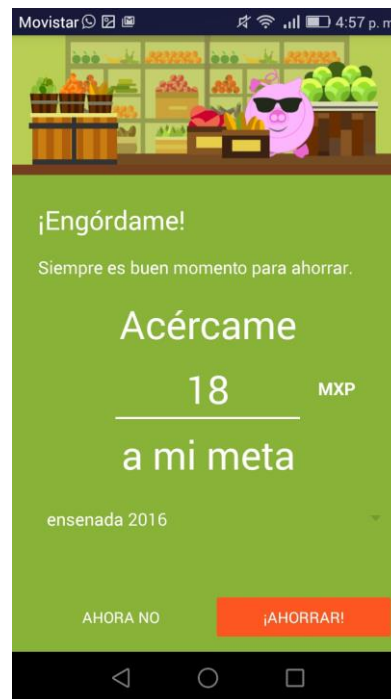 Movistar 4:57 p. m
¡Engórdame!
Siempre es buen momento para ahorrar.
Acércame
18 MXP
a mi meta
ensenada 2016
AHORA NO ¡AHORRAR!